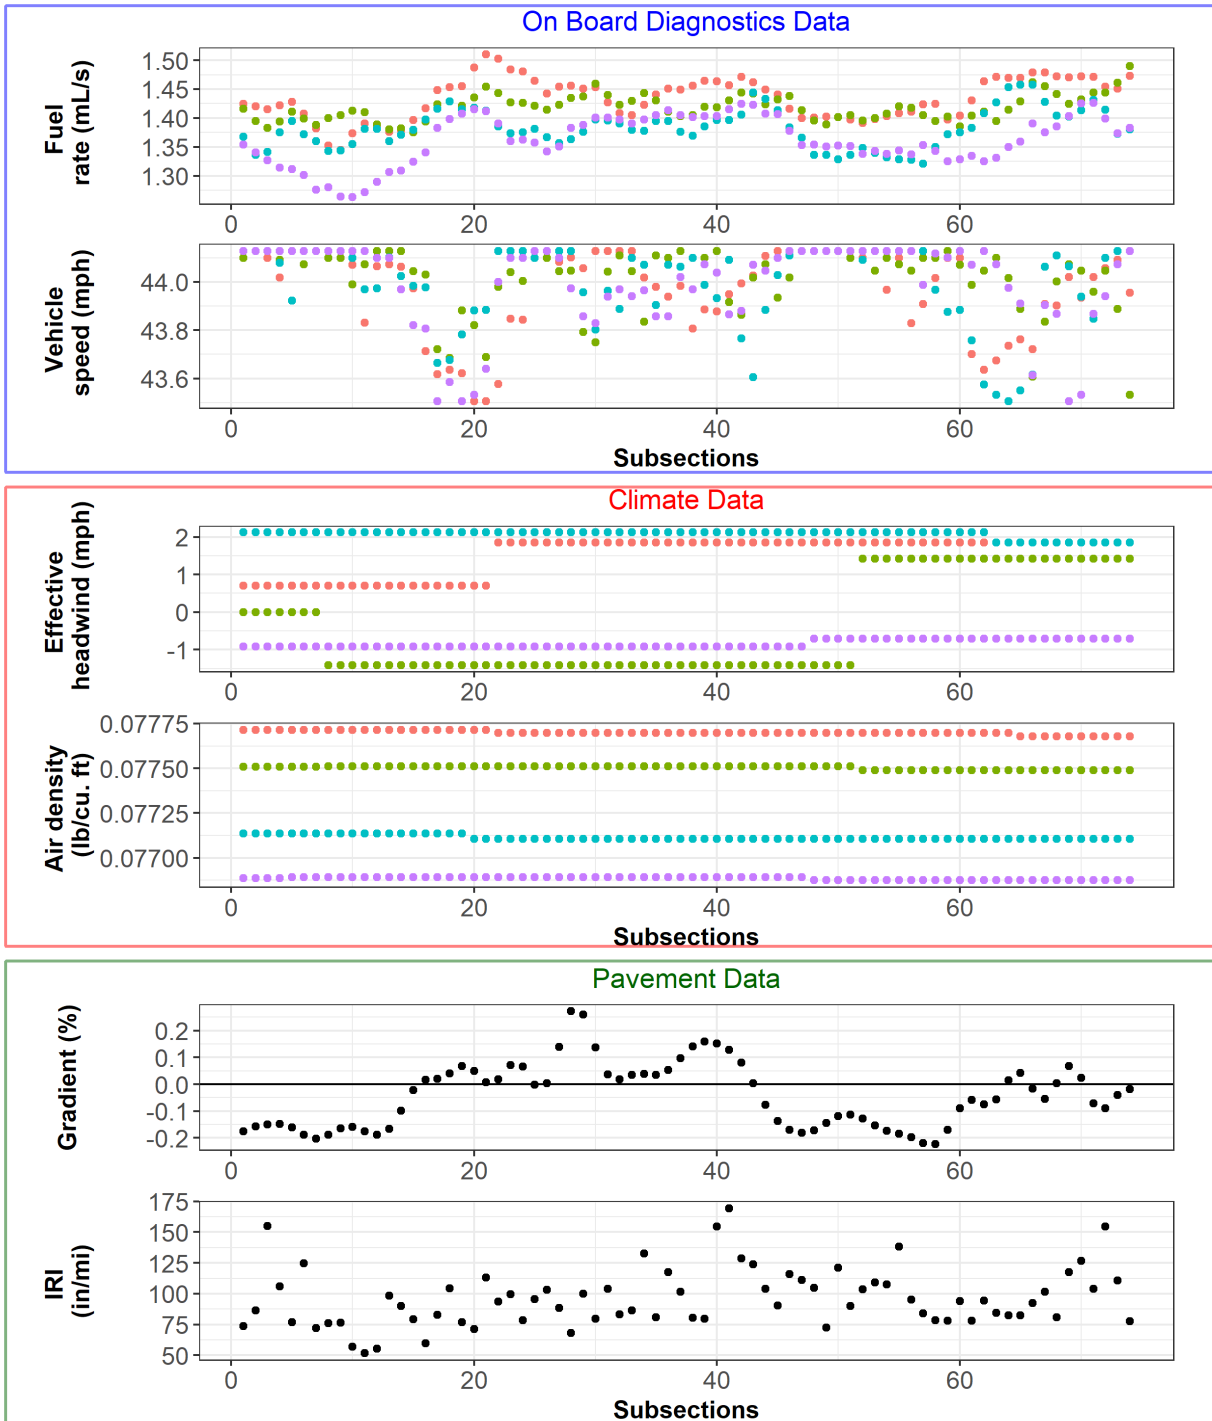 On Board Diagnostics Data
Fuel
rate (mL/s)
1.50
1.45
1.40
1.35
1.30
0 20 40 60
Vehicle
speed (mph)
44.0
43.8
43.6
0 20 40 60
Subsections
Climate Data
Effective
headwind (mph)
2
1
0
-1
0 20 40 60
Air density
(lb/cu. ft)
0.07775
0.07750
0.07725
0.07700
0 20 40 60
Subsections
Pavement Data
Gradient (%)
0.2
0.1
0.0
-0.1
-0.2
0 20 40 60
IRI
(in/mi)
175
150
125
100
75
50
0 20 40 60
Subsections